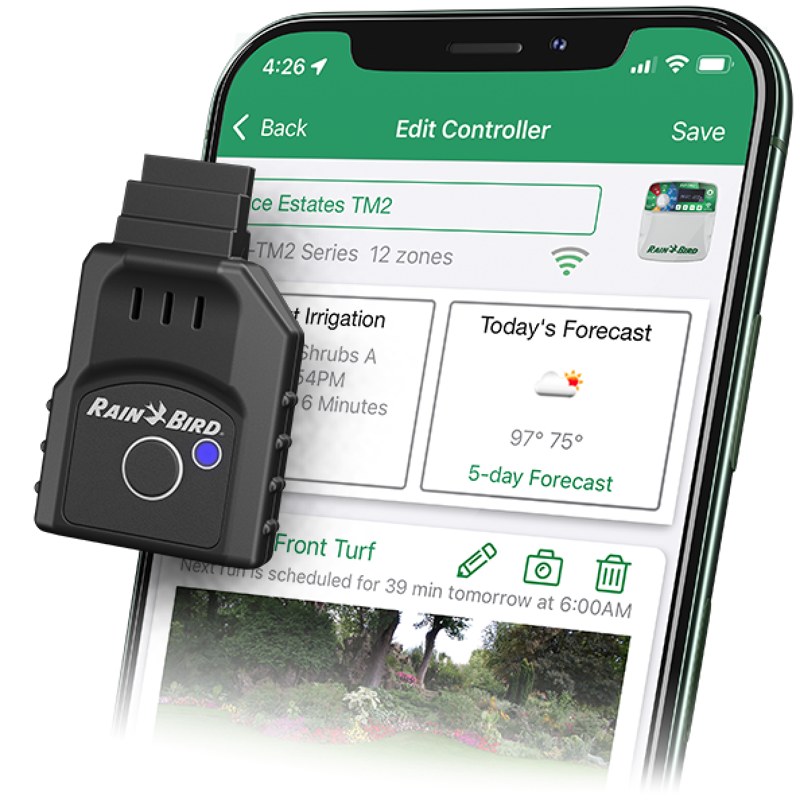 4:26
Back
Edit Controller
Save
ce Estates TM2
-TM2 Series 12 zones
RAIN BIRD
t Irrigation
Shrubs A
54PM
6 Minutes
Today's Forecast
97° 75°
5-day Forecast
RAIN BIRD
Front Turf
Next run is scheduled for 39 min tomorrow at 6:00AM